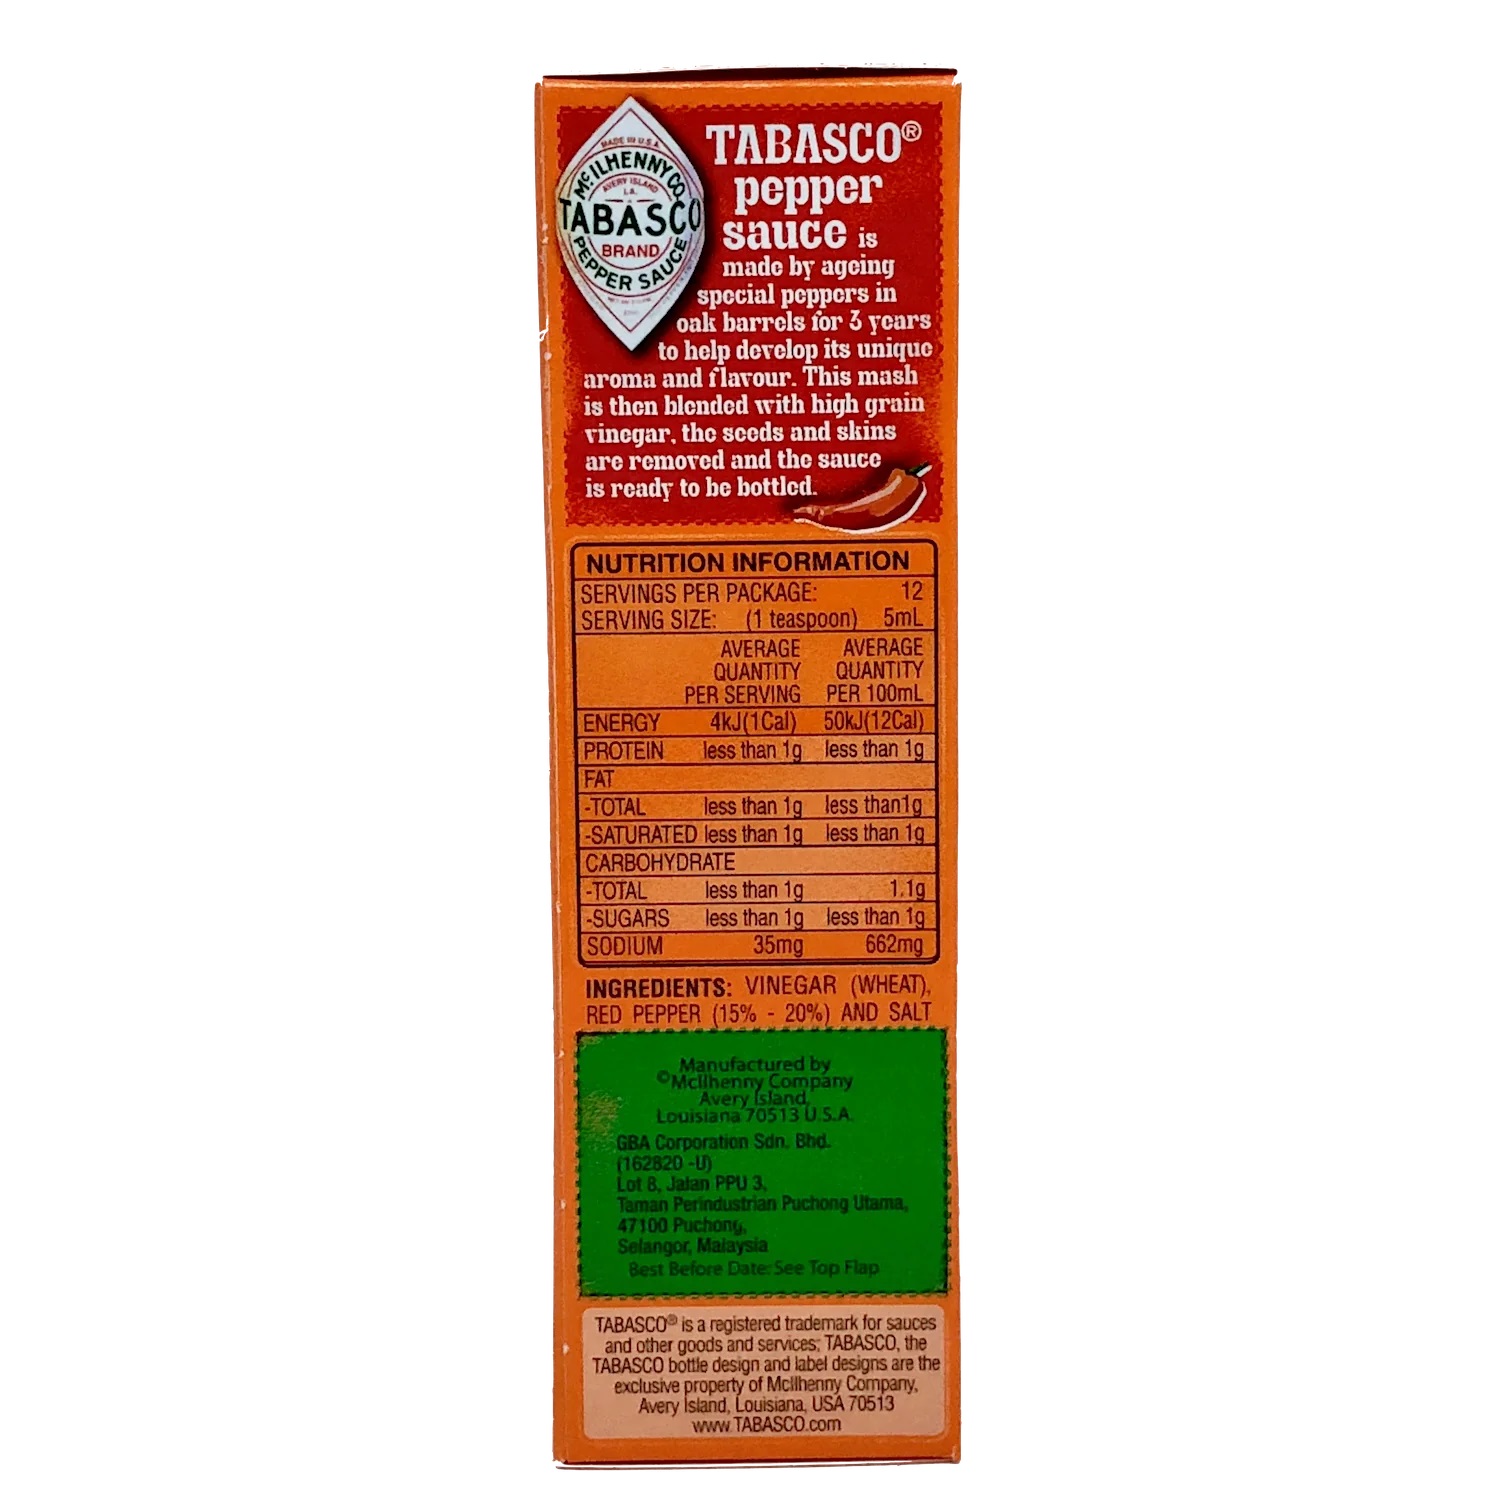 MADE IN U.S.A.
McILHENNY CO.
AVERY ISLAND
LA.
TABASCO
BRAND
PEPPER SAUCE
TABASCO®
pepper
sauce is
made by ageing
special peppers in
oak barrels for 3 years
to help develop its unique
aroma and flavour. This mash
is then blended with high grain
vinegar, the seeds and skins
are removed and the sauce
is ready to be bottled.
NUTRITION INFORMATION
SERVINGS PER PACKAGE: 12
SERVING SIZE: (1 teaspoon) 5mL
AVERAGE AVERAGE
QUANTITY QUANTITY
PER SERVING PER 100mL
ENERGY 4kJ(1Cal) 50kJ(12Cal)
PROTEIN less than 1g less than 1g
FAT
-TOTAL less than 1g less than1g
-SATURATED less than 1g less than 1g
CARBOHYDRATE
-TOTAL less than 1g 1.1g
-SUGARS less than 1g less than 1g
SODIUM 35mg 662mg
INGREDIENTS: VINEGAR (WHEAT),
RED PEPPER (15% - 20%) AND SALT
Manufactured by
©McIlhenny Company
Avery Island,
Louisiana 70513 U.S.A.
GBA Corporation Sdn. Bhd.
(162820 -U)
Lot 8, Jalan PPU 3,
Taman Perindustrian Puchong Utama,
47100 Puchong,
Selangor, Malaysia
Best Before Date: See Top Flap
TABASCO® is a registered trademark for sauces
and other goods and services; TABASCO, the
TABASCO bottle design and label designs are the
exclusive property of McIlhenny Company,
Avery Island, Louisiana, USA 70513
www.TABASCO.com